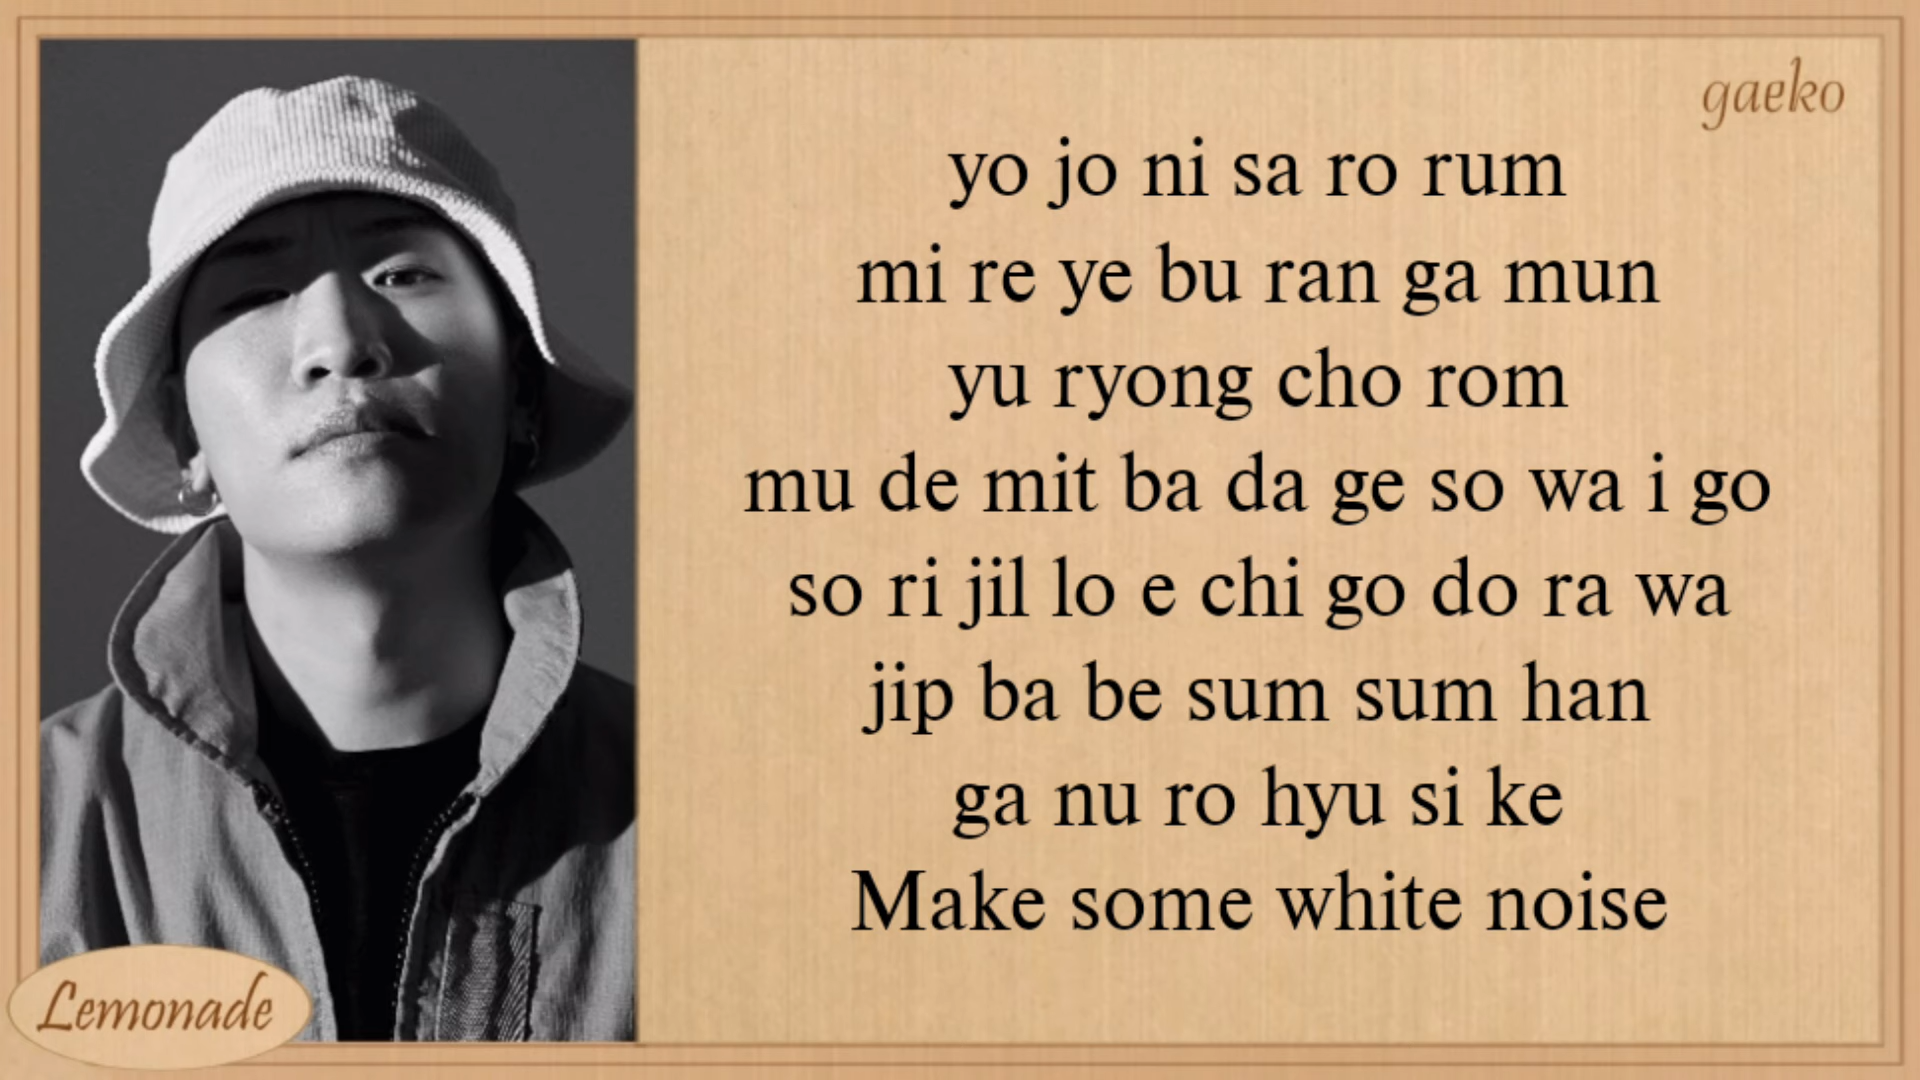 gaeko
yo jo ni sa ro rum
mi re ye bu ran ga mun
yu ryong cho rom
mu de mit ba da ge so wa i go
so ri jil lo e chi go do ra wa
jip ba be sum sum han
ga nu ro hyu si ke
Make some white noise
Lemonade